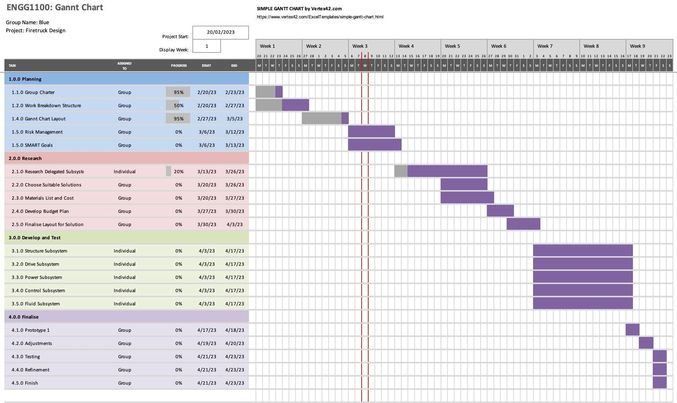 ENGG1100: Gannt Chart
SIMPLE GANTT CHART by Vertex42.com
https://www.vertex42.com/ExcelTemplates/simple-gantt-chart.html
Group Name: Blue
Project: Firetruck Design
Project Start: 20/02/2023
Display Week: 1
Week 1 Week 2 Week 3 Week 4 Week 5 Week 6 Week 7 Week 8 Week 9
TASK ASSIGNED TO PROGRESS START END
1.0.0 Planning
1.1.0 Group Charter Group 95% 2/20/23 2/23/23
1.2.0 Work Breakdown Structure Group 50% 2/20/23 2/27/23
1.4.0 Gannt Chart Layout Group 95% 2/27/23 3/5/23
1.5.0 Risk Management Group 0% 3/6/23 3/12/23
1.5.0 SMART Goals Group 0% 3/6/23 3/13/23
2.0.0 Research
2.1.0 Research Delegated Subsyste Individual 20% 3/13/23 3/26/23
2.2.0 Choose Suitable Solutions Group 0% 3/20/23 3/26/23
2.3.0 Materials List and Cost Group 0% 3/20/23 3/27/23
2.4.0 Develop Budget Plan Group 0% 3/27/23 3/30/23
2.5.0 Finalise Layout for Solution Group 0% 3/30/23 4/3/23
3.0.0 Develop and Test
3.1.0 Structure Subsystem Individual 0% 4/3/23 4/17/23
3.2.0 Drive Subsystem Individual 0% 4/3/23 4/17/23
3.3.0 Power Subsystem Individual 0% 4/3/23 4/17/23
3.4.0 Control Subsystem Individual 0% 4/3/23 4/17/23
3.5.0 Fluid Subsystem Individual 0% 4/3/23 4/17/23
4.0.0 Finalise
4.1.0 Prototype 1 Group 0% 4/17/23 4/18/23
4.2.0 Adjustments Group 0% 4/19/23 4/20/23
4.3.0 Testing Group 0% 4/21/23 4/23/23
4.4.0 Refinement Group 0% 4/21/23 4/23/23
4.5.0 Finish Group 0% 4/21/23 4/23/23